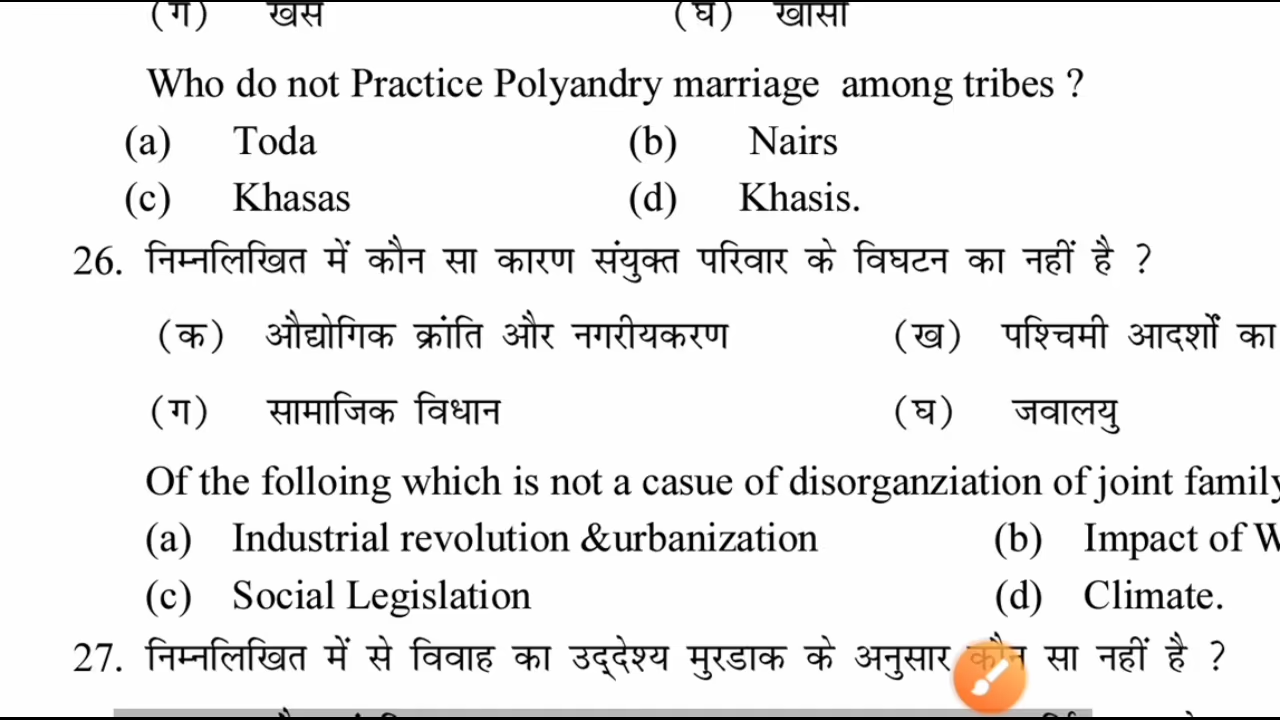 (ग) खस (घ) खासी
Who do not Practice Polyandry marriage among tribes ?
(a) Toda (b) Nairs
(c) Khasas (d) Khasis.
26. निम्नलिखित में कौन सा कारण संयुक्त परिवार के विघटन का नहीं है ?
(क) औद्योगिक क्रांति और नगरीयकरण (ख) पश्चिमी आदर्शों का
(ग) सामाजिक विधान (घ) जवालयु
Of the folloing which is not a casue of disorganziation of joint family
(a) Industrial revolution &urbanization (b) Impact of W
(c) Social Legislation (d) Climate.
27. निम्नलिखित में से विवाह का उद्देश्य मुरडाक के अनुसार कौन सा नहीं है ?